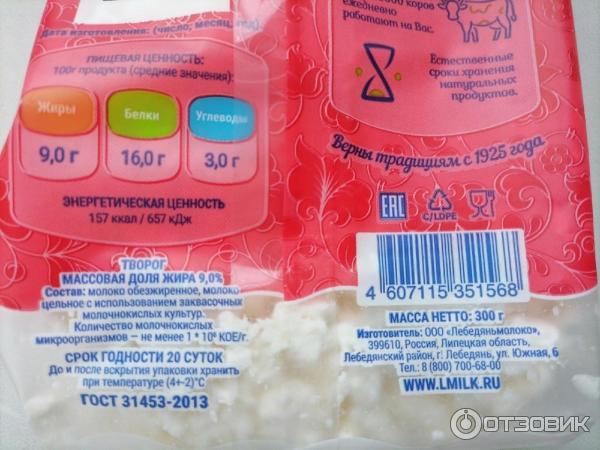 Дата изготовления: (число, месяц, год).
ПИЩЕВАЯ ЦЕННОСТЬ:
100г продукта (средние значения):
Жиры Белки Углеводы
9,0 г 16,0 г 3,0 г
ЭНЕРГЕТИЧЕСКАЯ ЦЕННОСТЬ
157 ккал / 657 кДж
ТВОРОГ
МАССОВАЯ ДОЛЯ ЖИРА 9,0%
Состав: молоко обезжиренное, молоко
цельное с использованием заквасочных
молочнокислых культур.
Количество молочнокислых
микроорганизмов — не менее 1 * 10⁶ КОЕ/г.
СРОК ГОДНОСТИ 20 СУТОК
До и после вскрытия упаковки хранить
при температуре (4+-2)°C
ГОСТ 31453-2013
коров
ежедневно
работают на Вас.
Естественные
сроки хранения
натуральных
продуктов.
Верны традициям с 1925 года
EAC
4
C/LDPE
4 607115 351568
МАССА НЕТТО: 300 г
Изготовитель: ООО «Лебедяньмолоко»,
399610, Россия, Липецкая область,
Лебедянский район, г. Лебедянь, ул. Южная, 6
Тел.: 8 (800) 700-68-00
WWW.LMILK.RU
ОТЗОВИК